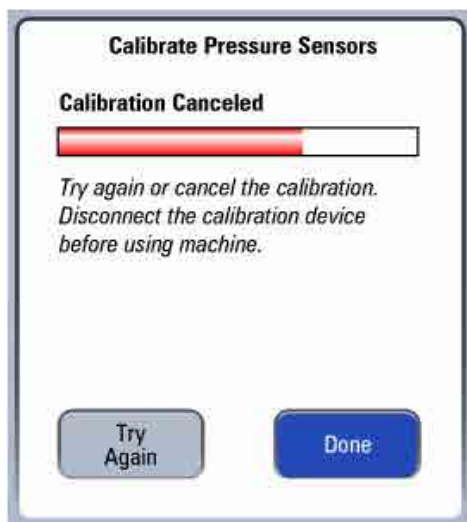 Calibrate Pressure Sensors
Calibration Canceled
Try again or cancel the calibration.
Disconnect the calibration device
before using machine.
Try
Again
Done